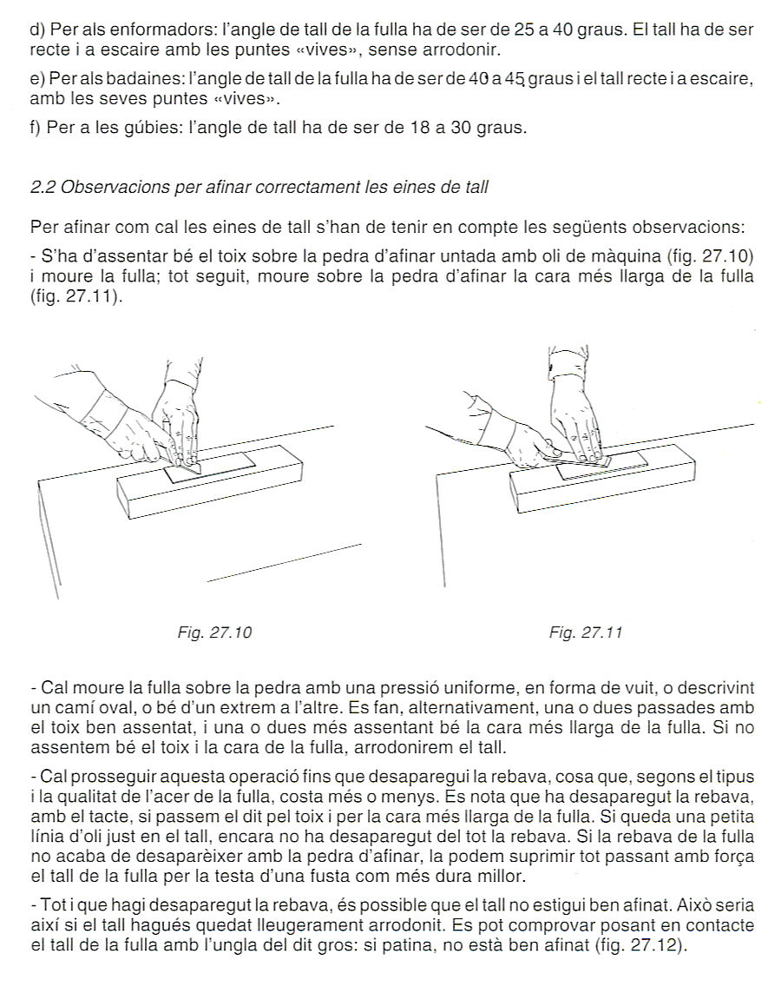 d) Per als enformadors: l'angle de tall de la fulla ha de ser de 25 a 40 graus. El tall ha de ser
recte i a escaire amb les puntes «vives», sense arrodonir.
e) Per als badaines: l'angle de tall de la fulla ha de ser de 40 a 45 graus i el tall recte i a escaire,
amb les seves puntes «vives».
f) Per a les gúbies: l'angle de tall ha de ser de 18 a 30 graus.
2.2 Observacions per afinar correctament les eines de tall
Per afinar com cal les eines de tall s'han de tenir en compte les següents observacions:
- S'ha d'assentar bé el toix sobre la pedra d'afinar untada amb oli de màquina (fig. 27.10)
i moure la fulla; tot seguit, moure sobre la pedra d'afinar la cara més llarga de la fulla
(fig. 27.11).
Fig. 27.10
Fig. 27.11
- Cal moure la fulla sobre la pedra amb una pressió uniforme, en forma de vuit, o descrivint
un camí oval, o bé d'un extrem a l'altre. Es fan, alternativament, una o dues passades amb
el toix ben assentat, i una o dues més assentant bé la cara més llarga de la fulla. Si no
assentem bé el toix i la cara de la fulla, arrodonirem el tall.
- Cal prosseguir aquesta operació fins que desaparegui la rebava, cosa que, segons el tipus
i la qualitat de l'acer de la fulla, costa més o menys. Es nota que ha desaparegut la rebava,
amb el tacte, si passem el dit pel toix i per la cara més llarga de la fulla. Si queda una petita
línia d'oli just en el tall, encara no ha desaparegut del tot la rebava. Si la rebava de la fulla
no acaba de desaparèixer amb la pedra d'afinar, la podem suprimir tot passant amb força
el tall de la fulla per la testa d'una fusta com més dura millor.
- Tot i que hagi desaparegut la rebava, és possible que el tall no estigui ben afinat. Això seria
així si el tall hagués quedat lleugerament arrodonit. Es pot comprovar posant en contacte
el tall de la fulla amb l'ungla del dit gros: si patina, no està ben afinat (fig. 27.12).